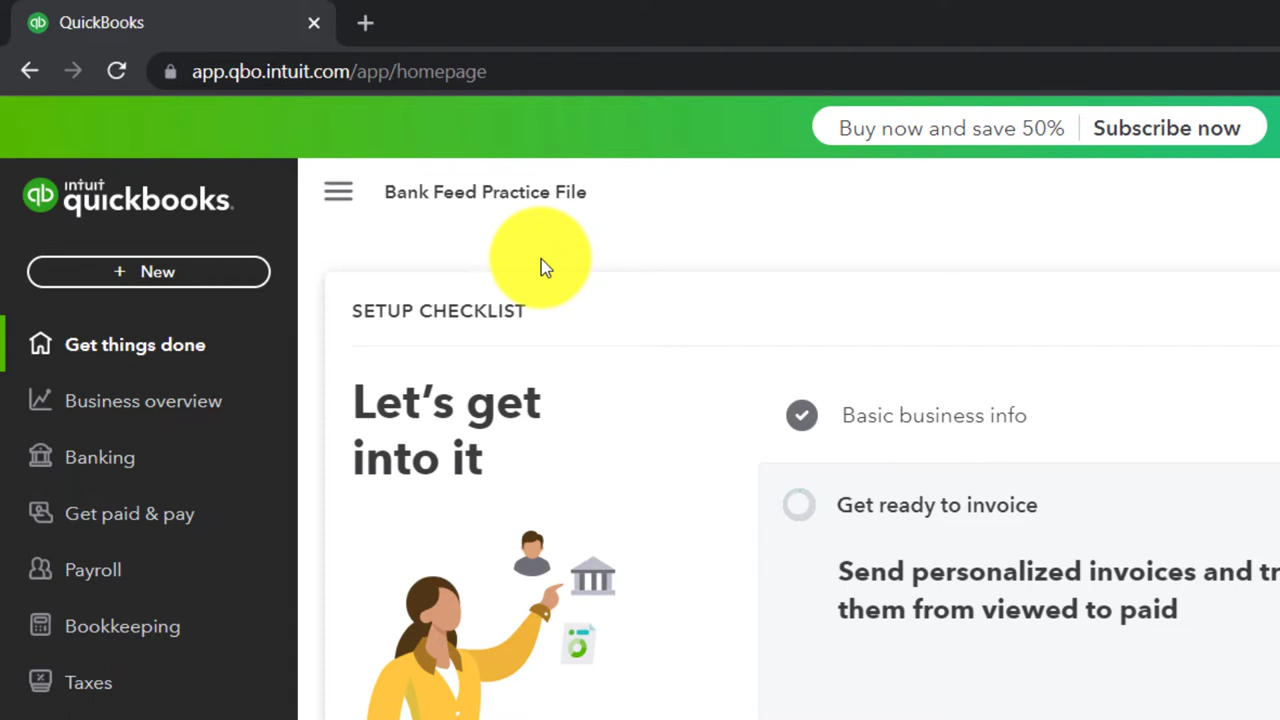 QuickBooks
app.qbo.intuit.com/app/homepage
Buy now and save 50% Subscribe now
intuit
quickbooks.
Bank Feed Practice File
+ New
SETUP CHECKLIST
Get things done
Business overview
Banking
Get paid & pay
Payroll
Bookkeeping
Taxes
Let's get
into it
Basic business info
Get ready to invoice
Send personalized invoices and
them from viewed to paid